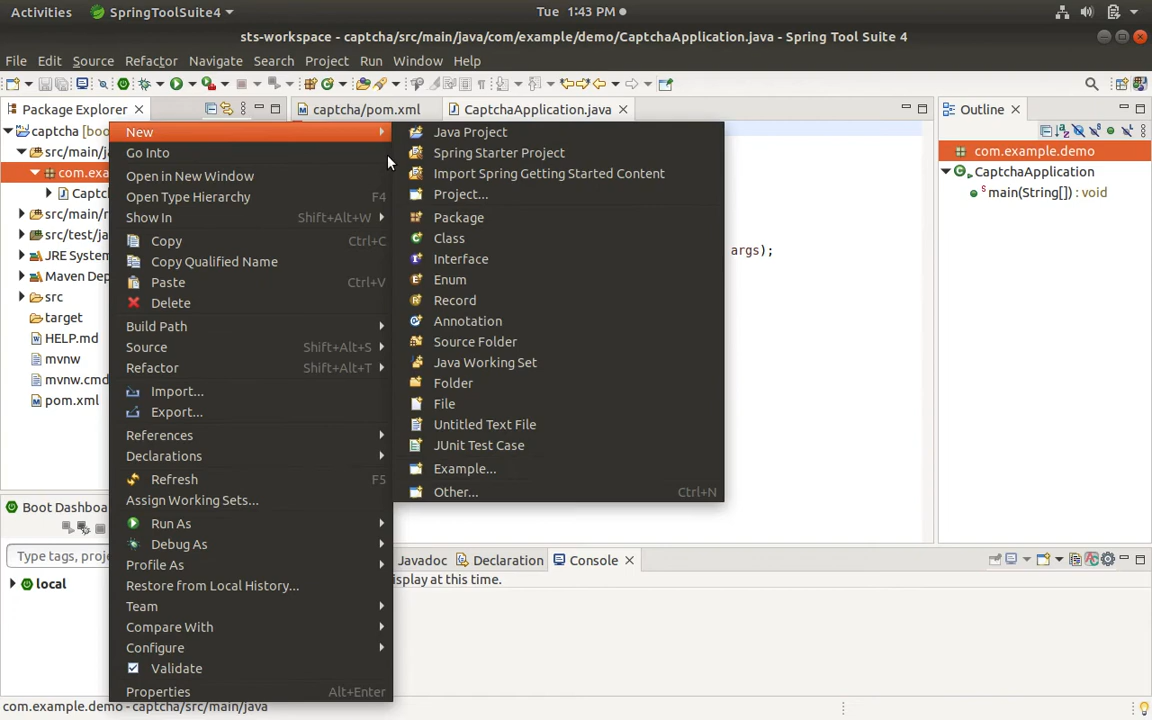 Activities SpringToolSuite4 Tue 1:43 PM
sts-workspace - captcha/src/main/java/com/example/demo/CaptchaApplication.java - Spring Tool Suite 4
File Edit Source Refactor Navigate Search Project Run Window Help
Package Explorer captcha/pom.xml CaptchaApplication.java Outline
captcha [boo
src/main/j
com.exa
Captc
src/main/r
src/test/ja
JRE System
Maven Dep
src
target
HELP.md
mvnw
mvnw.cmd
pom.xml
New
Go Into
Open in New Window
Open Type Hierarchy F4
Show In Shift+Alt+W
Copy Ctrl+C
Copy Qualified Name
Paste Ctrl+V
Delete
Build Path
Source Shift+Alt+S
Refactor Shift+Alt+T
Import...
Export...
References
Declarations
Refresh F5
Assign Working Sets...
Run As
Debug As
Profile As
Restore from Local History...
Team
Compare With
Configure
Validate
Properties Alt+Enter
Java Project
Spring Starter Project
Import Spring Getting Started Content
Project...
Package
Class
Interface
Enum
Record
Annotation
Source Folder
Java Working Set
Folder
File
Untitled Text File
JUnit Test Case
Example...
Other... Ctrl+N
args);
com.example.demo
CaptchaApplication
main(String[]) : void
Boot Dashboa
Type tags, proje
local
Javadoc Declaration Console
isplay at this time.
com.example.demo - captcha/src/main/java